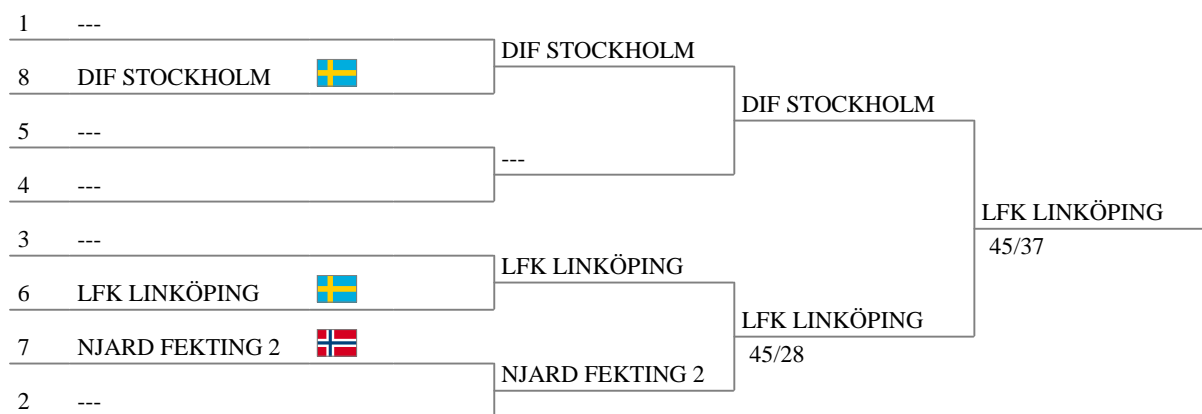 1 ---
DIF STOCKHOLM
8 DIF STOCKHOLM
DIF STOCKHOLM
5 ---
---
4 ---
LFK LINKÖPING
45/37
3 ---
LFK LINKÖPING
6 LFK LINKÖPING
LFK LINKÖPING
45/28
7 NJARD FEKTING 2
NJARD FEKTING 2
2 ---